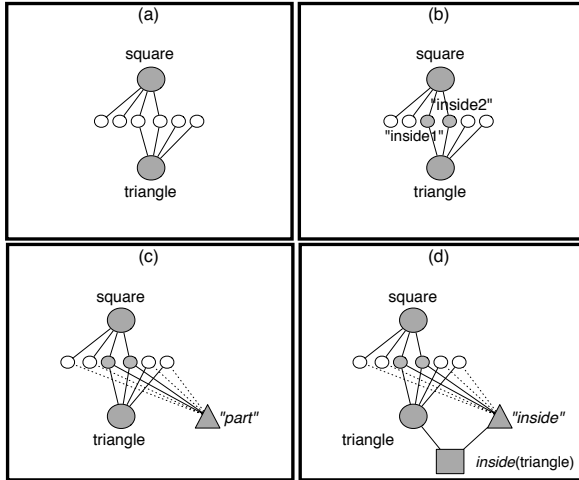 (a)
square
triangle
(b)
square
"inside2"
"inside1"
triangle
(c)
square
"part"
triangle
(d)
square
"inside"
triangle
inside(triangle)